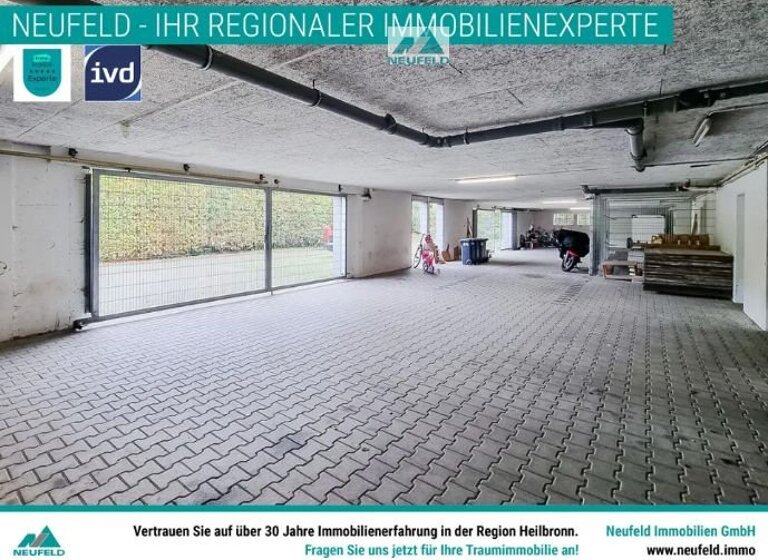 NEUFELD - IHR REGIONALER IMMOBILIENEXPERTE
NEUFELD
Experte
ivd
NEUFELD
Vertrauen Sie auf über 30 Jahre Immobilienerfahrung in der Region Heilbronn.
Fragen Sie uns jetzt für Ihre Traumimmobilie an!
Neufeld Immobilien GmbH
www.neufeld.immo